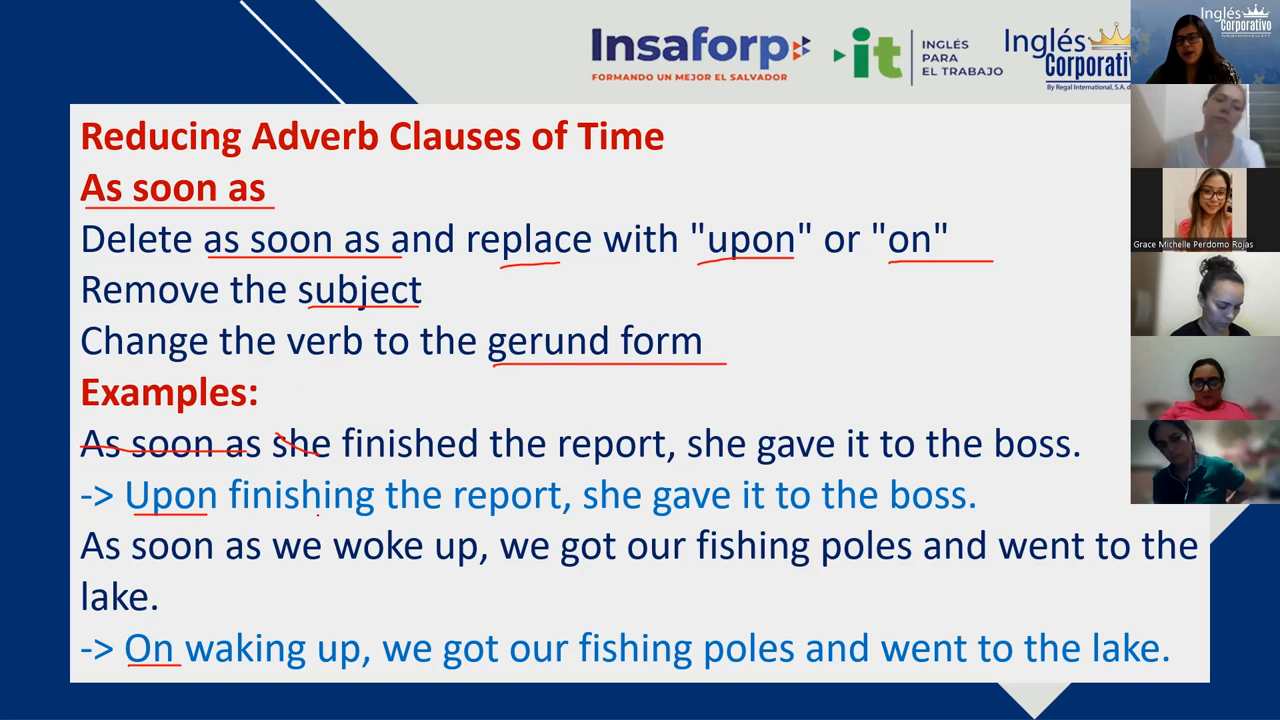 Insaforp
FORMANDO UN MEJOR EL SALVADOR
it
INGLÉS
PARA
EL TRABAJO
Inglés
Corporativ
By Regal International, S.A. d
Inglés
Corporativo
Reducing Adverb Clauses of Time
As soon as
Delete as soon as and replace with "upon" or "on"
Remove the subject
Change the verb to the gerund form
Examples:
As soon as she finished the report, she gave it to the boss.
-> Upon finishing the report, she gave it to the boss.
As soon as we woke up, we got our fishing poles and went to the
lake.
-> On waking up, we got our fishing poles and went to the lake.
Grace Michelle Perdomo Rojas